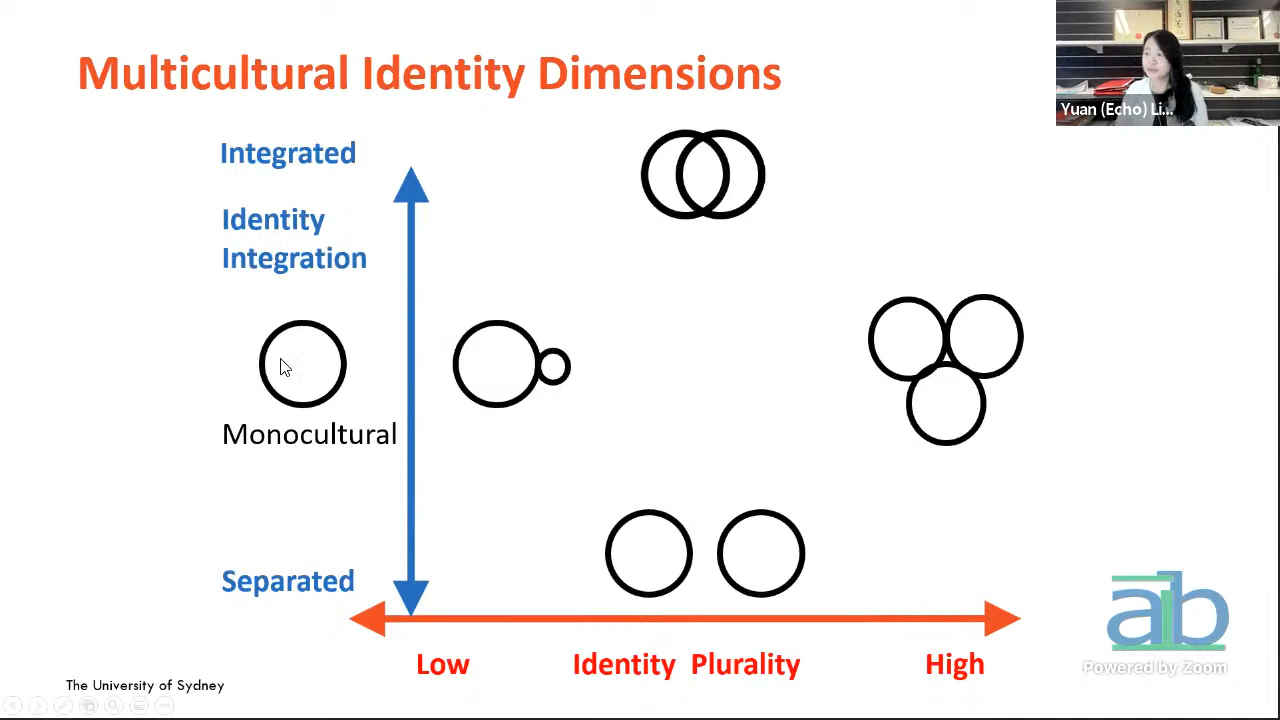 Multicultural Identity Dimensions
Yuan (Echo) Li...
Integrated
Identity
Integration
Monocultural
Separated
Low
Identity Plurality
High
aib
Powered by Zoom
The University of Sydney